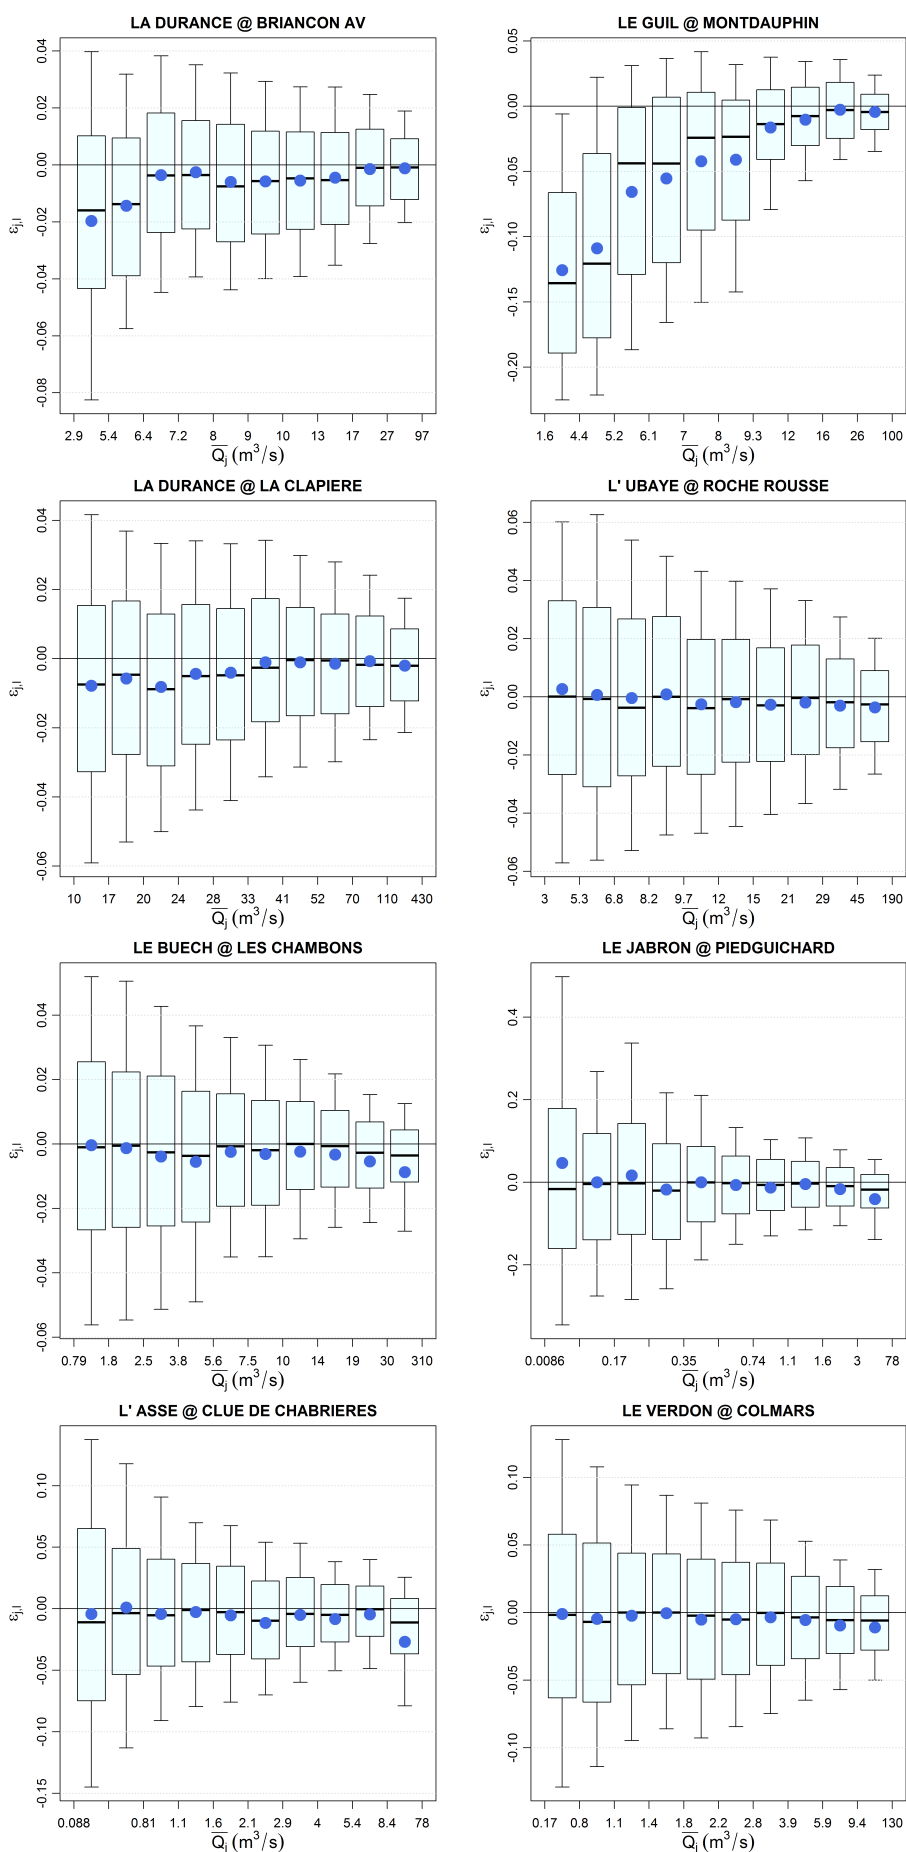 LA DURANCE @ BRIANCON AV
0.04
0.02
0.00
-0.02
-0.04
-0.06
-0.08
εj,l
2.9 5.4 6.4 7.2 8 9 10 13 17 27 97
Qj (m3/s)
LE GUIL @ MONTDAUPHIN
0.05
0.00
-0.05
-0.10
-0.15
-0.20
εj,l
1.6 4.4 5.2 6.1 7 8 9.3 12 16 26 100
Qj (m3/s)
LA DURANCE @ LA CLAPIERE
0.04
0.02
0.00
-0.02
-0.04
-0.06
εj,l
10 17 20 24 28 33 41 52 70 110 430
Qj (m3/s)
L' UBAYE @ ROCHE ROUSSE
0.06
0.04
0.02
0.00
-0.02
-0.04
-0.06
εj,l
3 5.3 6.8 8.2 9.7 12 15 21 29 45 190
Qj (m3/s)
LE BUECH @ LES CHAMBONS
0.04
0.02
0.00
-0.02
-0.04
-0.06
εj,l
0.79 1.8 2.5 3.8 5.6 7.5 10 14 19 30 310
Qj (m3/s)
LE JABRON @ PIEDGUICHARD
0.4
0.2
0.0
-0.2
εj,l
0.0086 0.17 0.35 0.74 1.1 1.6 3 78
Qj (m3/s)
L' ASSE @ CLUE DE CHABRIERES
0.10
0.05
0.00
-0.05
-0.10
-0.15
εj,l
0.088 0.81 1.1 1.6 2.1 2.9 4 5.4 8.4 78
Qj (m3/s)
LE VERDON @ COLMARS
0.10
0.05
0.00
-0.05
-0.10
εj,l
0.17 0.8 1.1 1.4 1.8 2.2 2.8 3.9 5.9 9.4 130
Qj (m3/s)